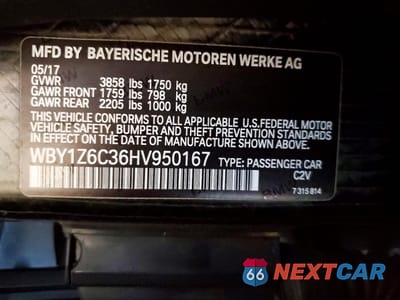 MFD BY BAYERISCHE MOTOREN WERKE AG
05/17
GVWR 3858 lbs 1750 kg
GAWR FRONT 1759 lbs 798 kg
GAWR REAR 2205 lbs 1000 kg
THIS VEHICLE CONFORMS TO ALL APPLICABLE U.S.FEDERAL MOTOR
VEHICLE SAFETY, BUMPER AND THEFT PREVENTION STANDARDS IN
EFFECT ON THE DATE OF MANUFACTURE SHOWN ABOVE.
WBY1Z6C36HV950167 TYPE: PASSENGER CAR
C2V
7 315 814
66 NEXTCAR